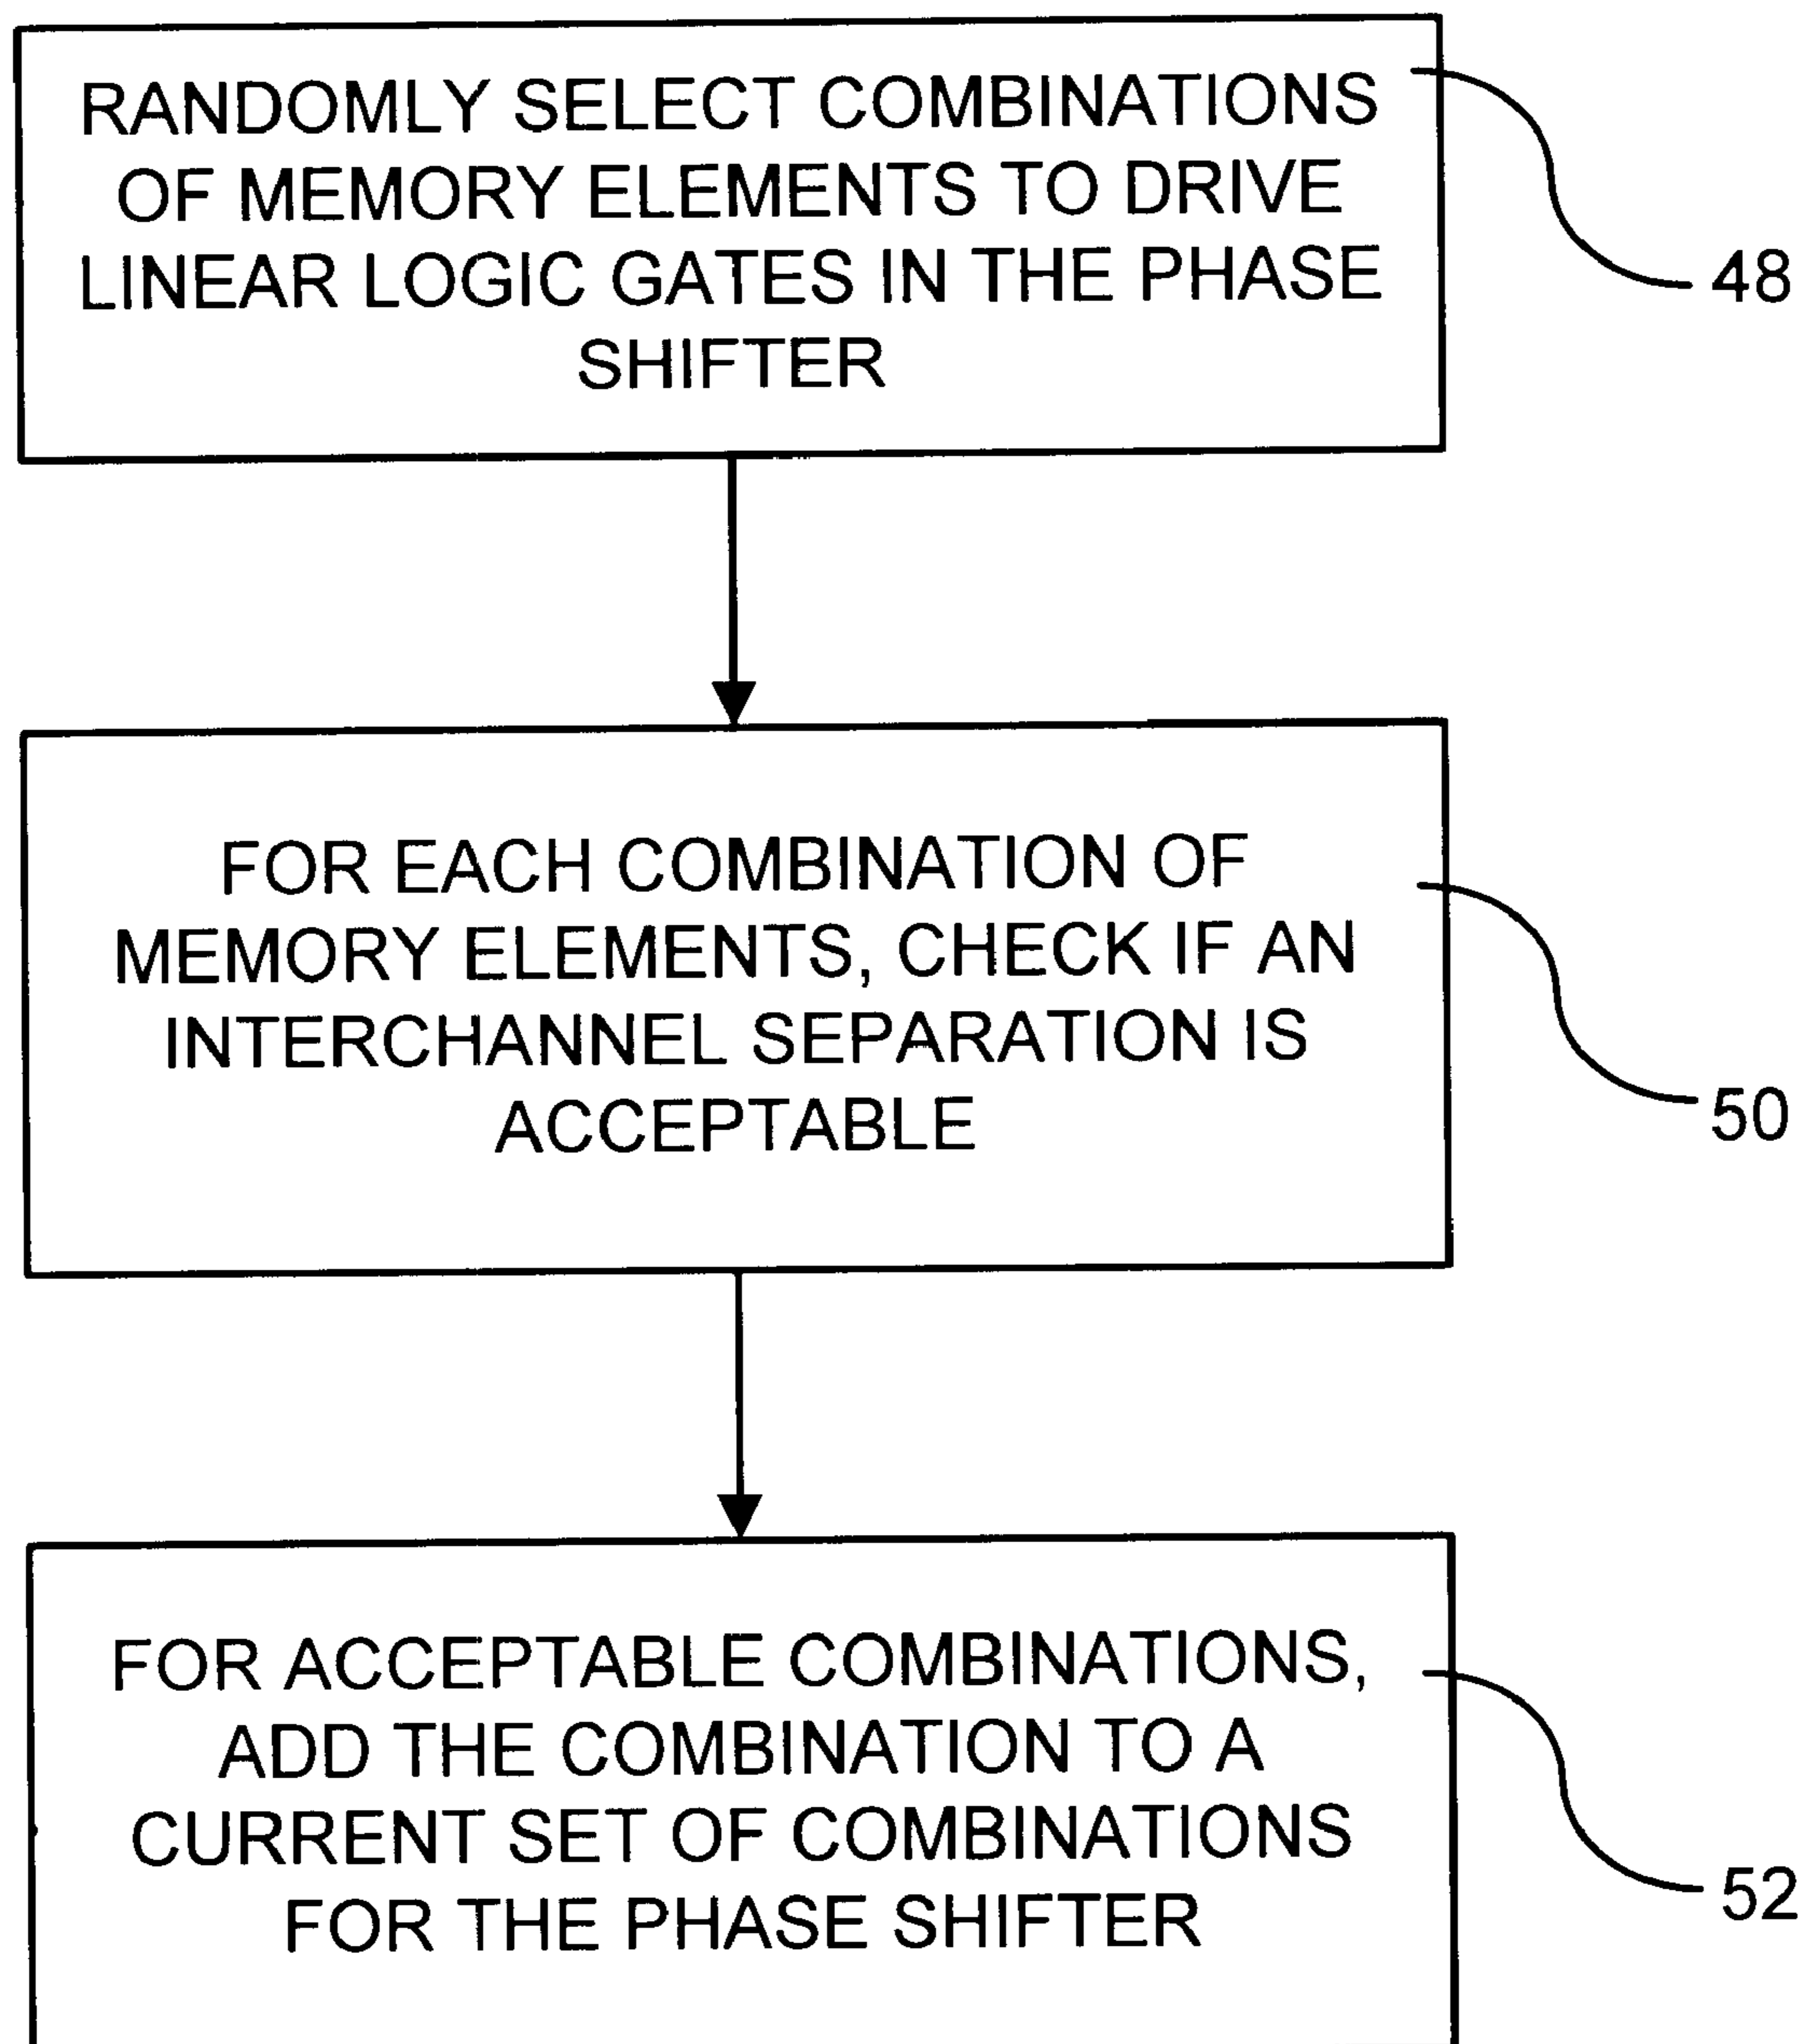 RANDOMLY SELECT COMBINATIONS
OF MEMORY ELEMENTS TO DRIVE
LINEAR LOGIC GATES IN THE PHASE
SHIFTER
48
FOR EACH COMBINATION OF
MEMORY ELEMENTS, CHECK IF AN
INTERCHANNEL SEPARATION IS
ACCEPTABLE
50
FOR ACCEPTABLE COMBINATIONS,
ADD THE COMBINATION TO A
CURRENT SET OF COMBINATIONS
FOR THE PHASE SHIFTER
52